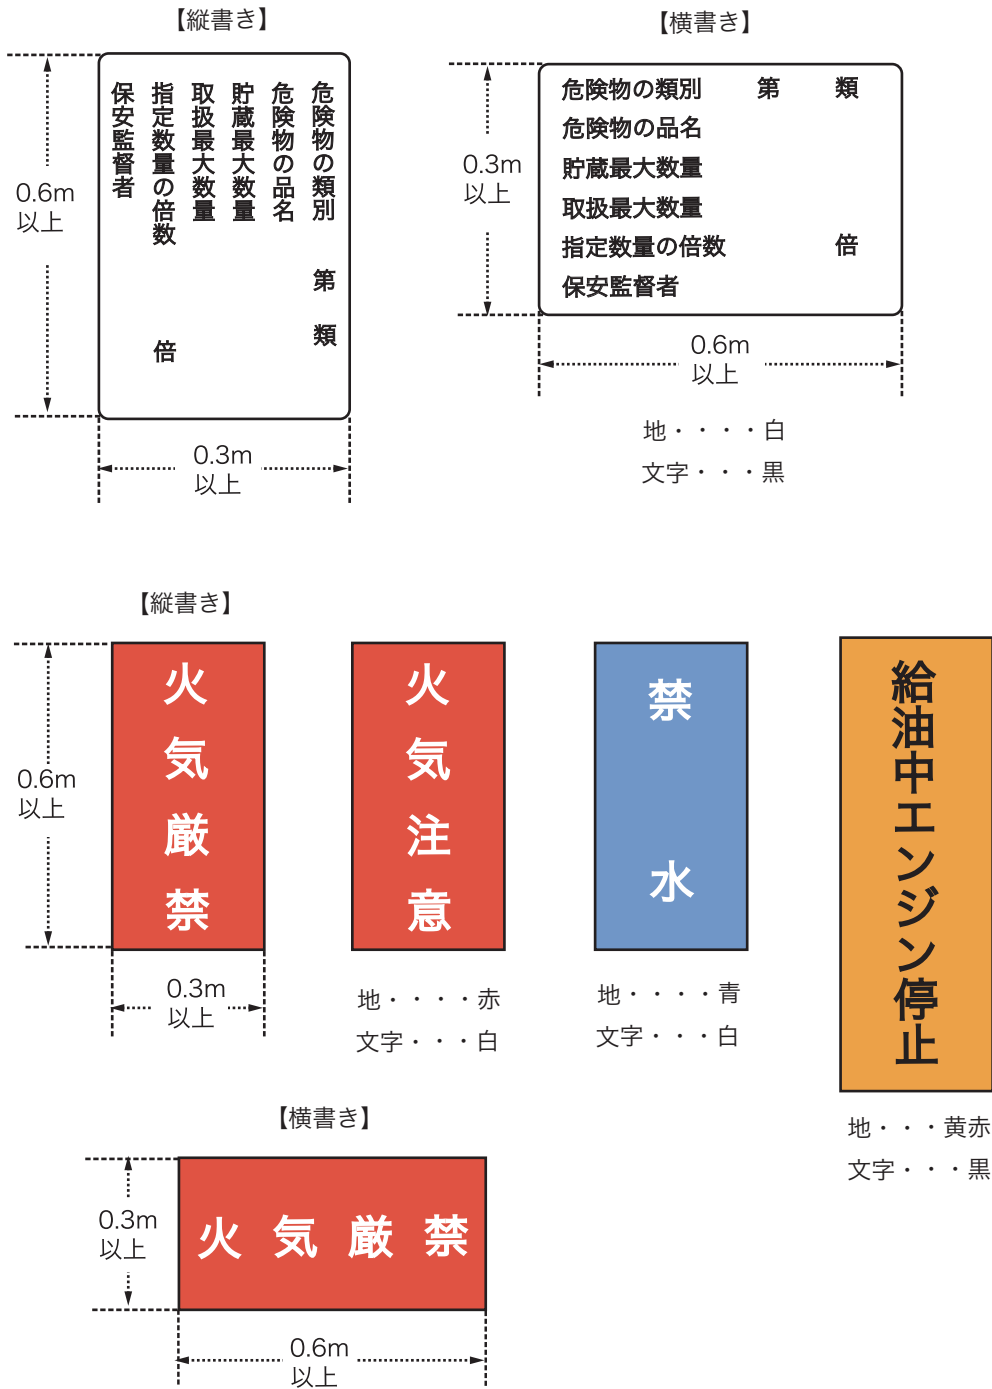 【縦書き】
危険物の類別 第 類
危険物の品名
貯蔵最大数量
取扱最大数量
指定数量の倍数 倍
保安監督者
0.6m
以上
0.3m
以上
【横書き】
危険物の類別 第 類
危険物の品名
貯蔵最大数量
取扱最大数量
指定数量の倍数 倍
保安監督者
0.3m
以上
0.6m
以上
地・・・・白
文字・・・黒
【縦書き】
火気厳禁
0.6m
以上
0.3m
以上
火気注意
地・・・・赤
文字・・・白
禁水
地・・・・青
文字・・・白
給油中エンジン停止
地・・・黄赤
文字・・・黒
【横書き】
火気厳禁
0.3m
以上
0.6m
以上